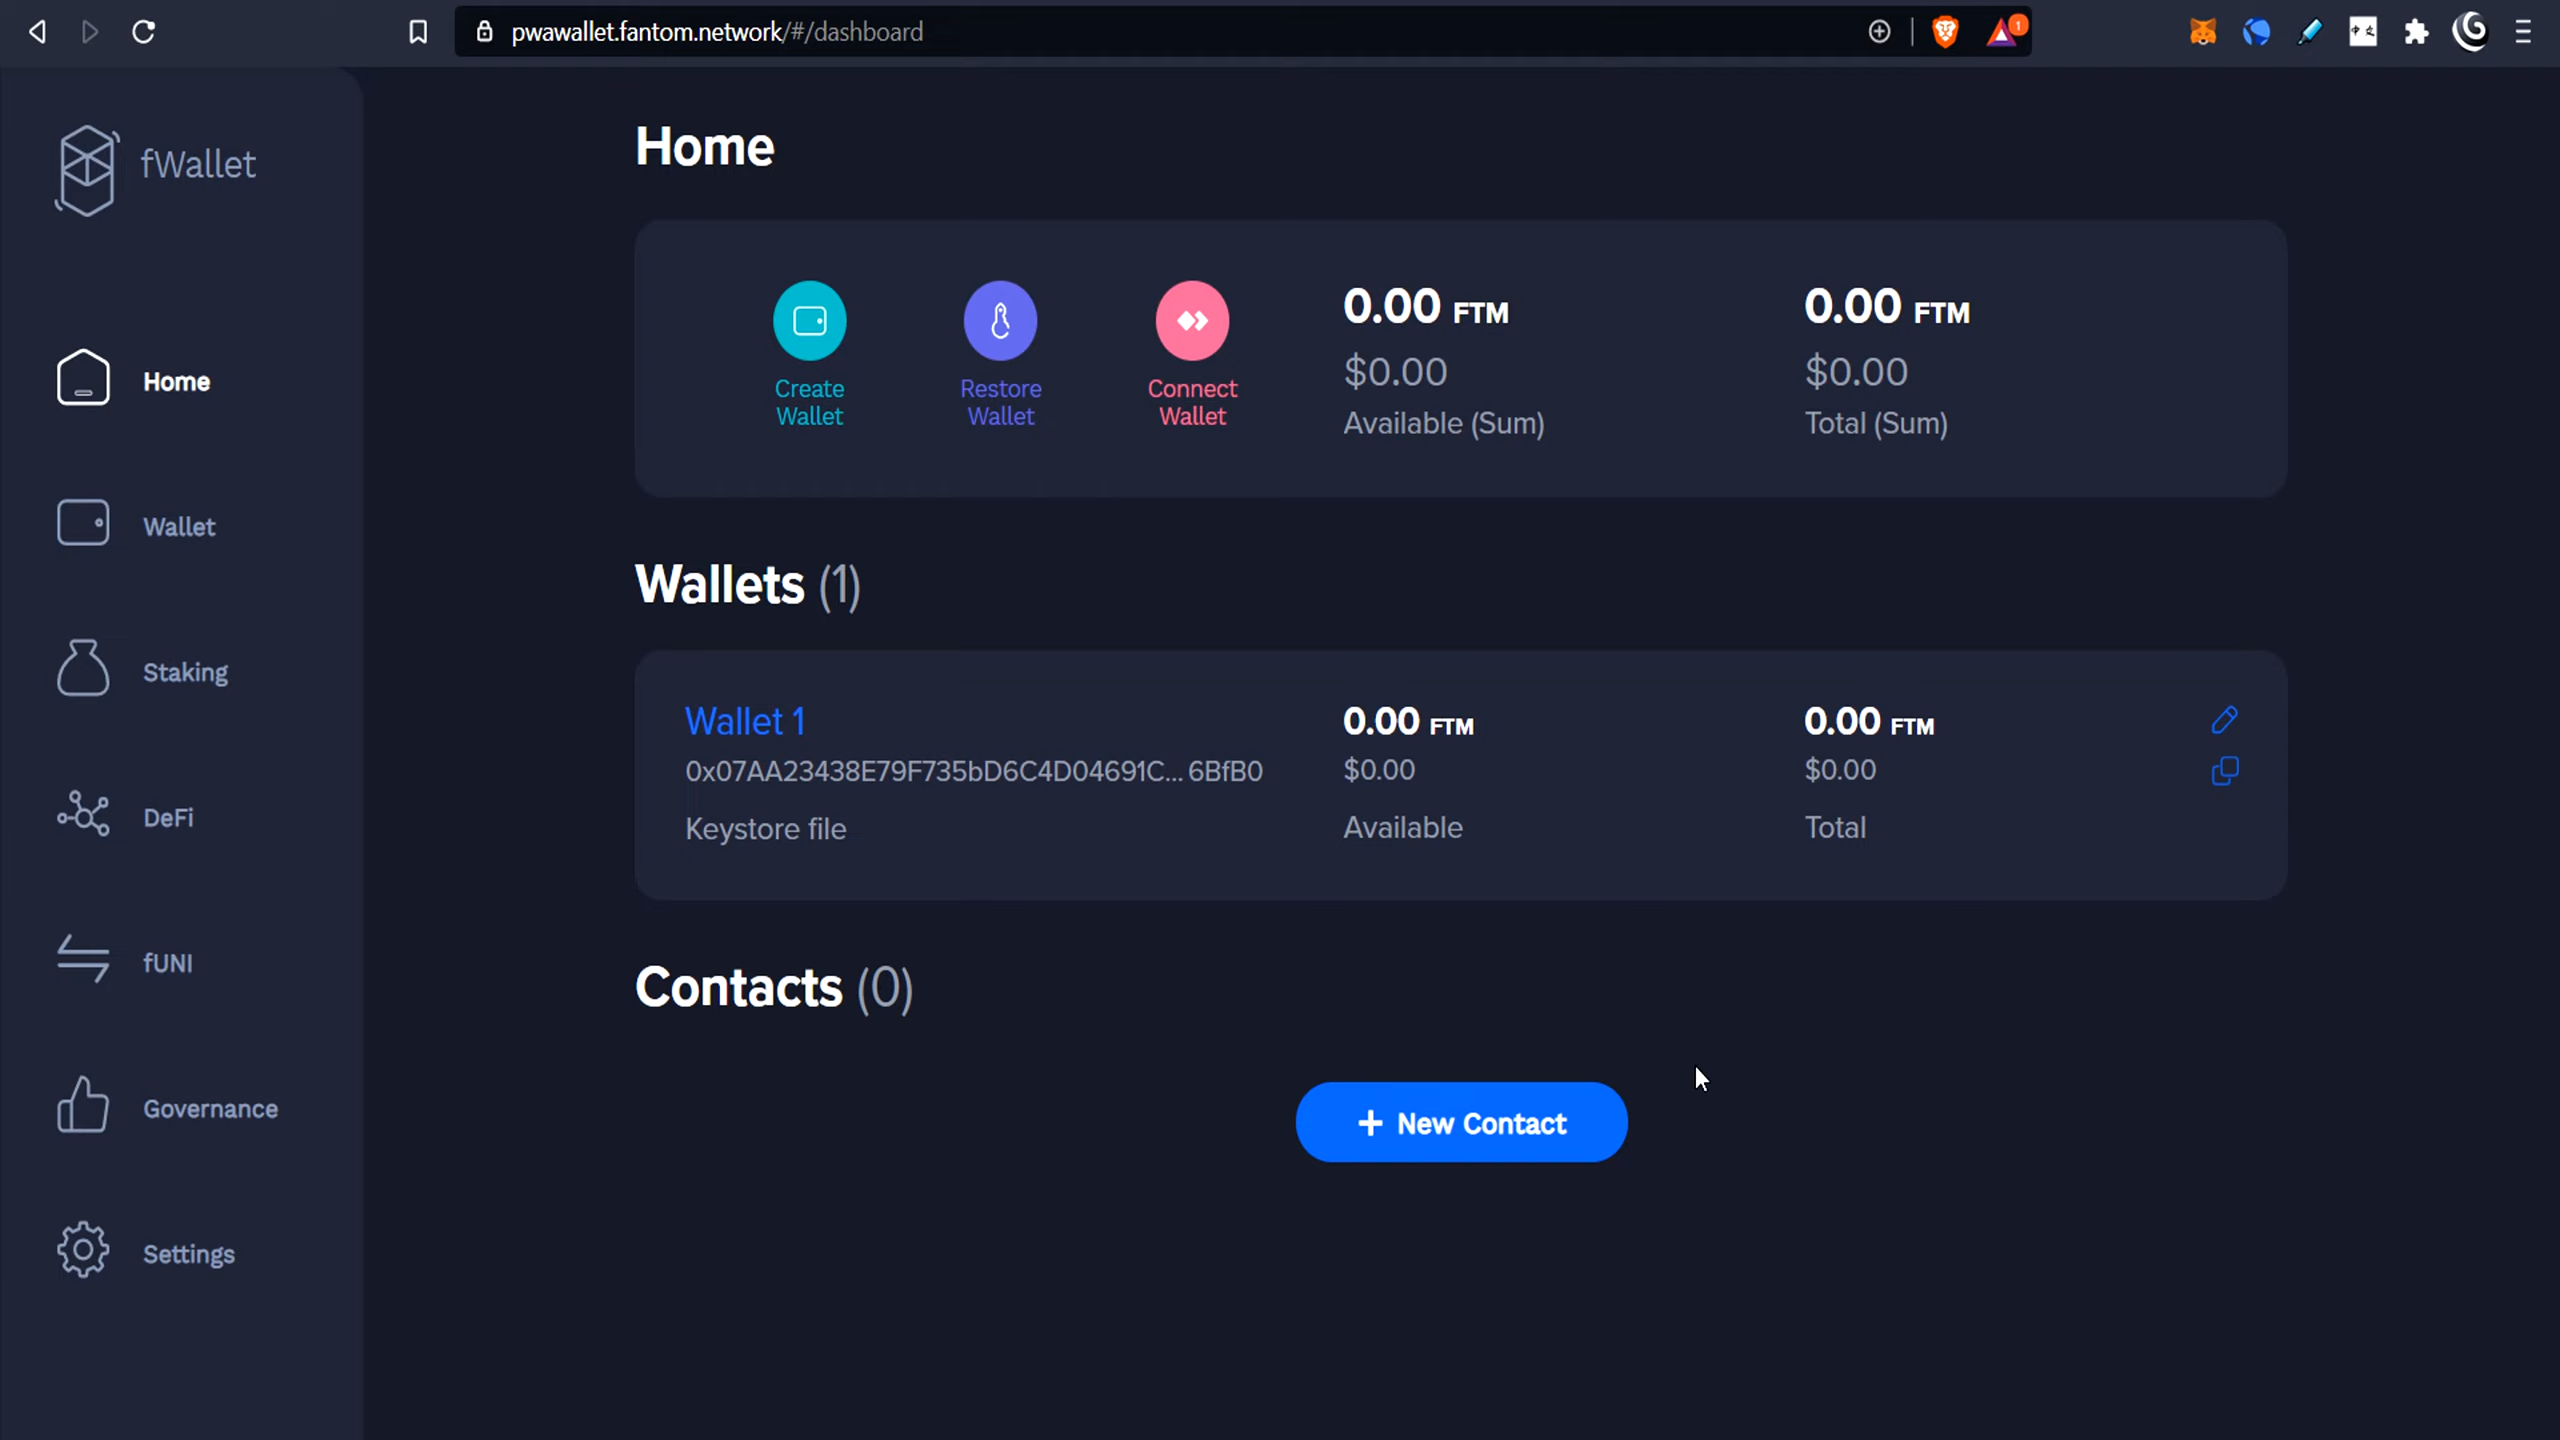 pwawallet.fantom.network/#/dashboard
1
fWallet
Home
Wallet
Staking
DeFi
fUNI
Governance
Settings
Home
Create Wallet
Restore Wallet
Connect Wallet
0.00 FTM
$0.00
Available (Sum)
0.00 FTM
$0.00
Total (Sum)
Wallets (1)
Wallet 1
0x07AA23438E79F735bD6C4D04691C... 6BfB0
Keystore file
0.00 FTM
$0.00
Available
0.00 FTM
$0.00
Total
Contacts (0)
+ New Contact